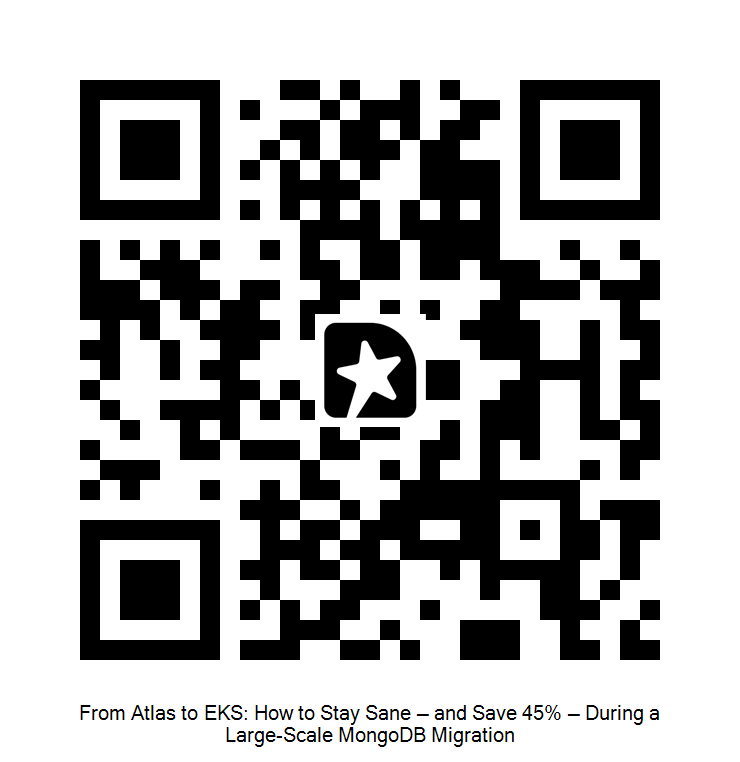 From Atlas to EKS: How to Stay Sane – and Save 45% – During a
Large-Scale MongoDB Migration